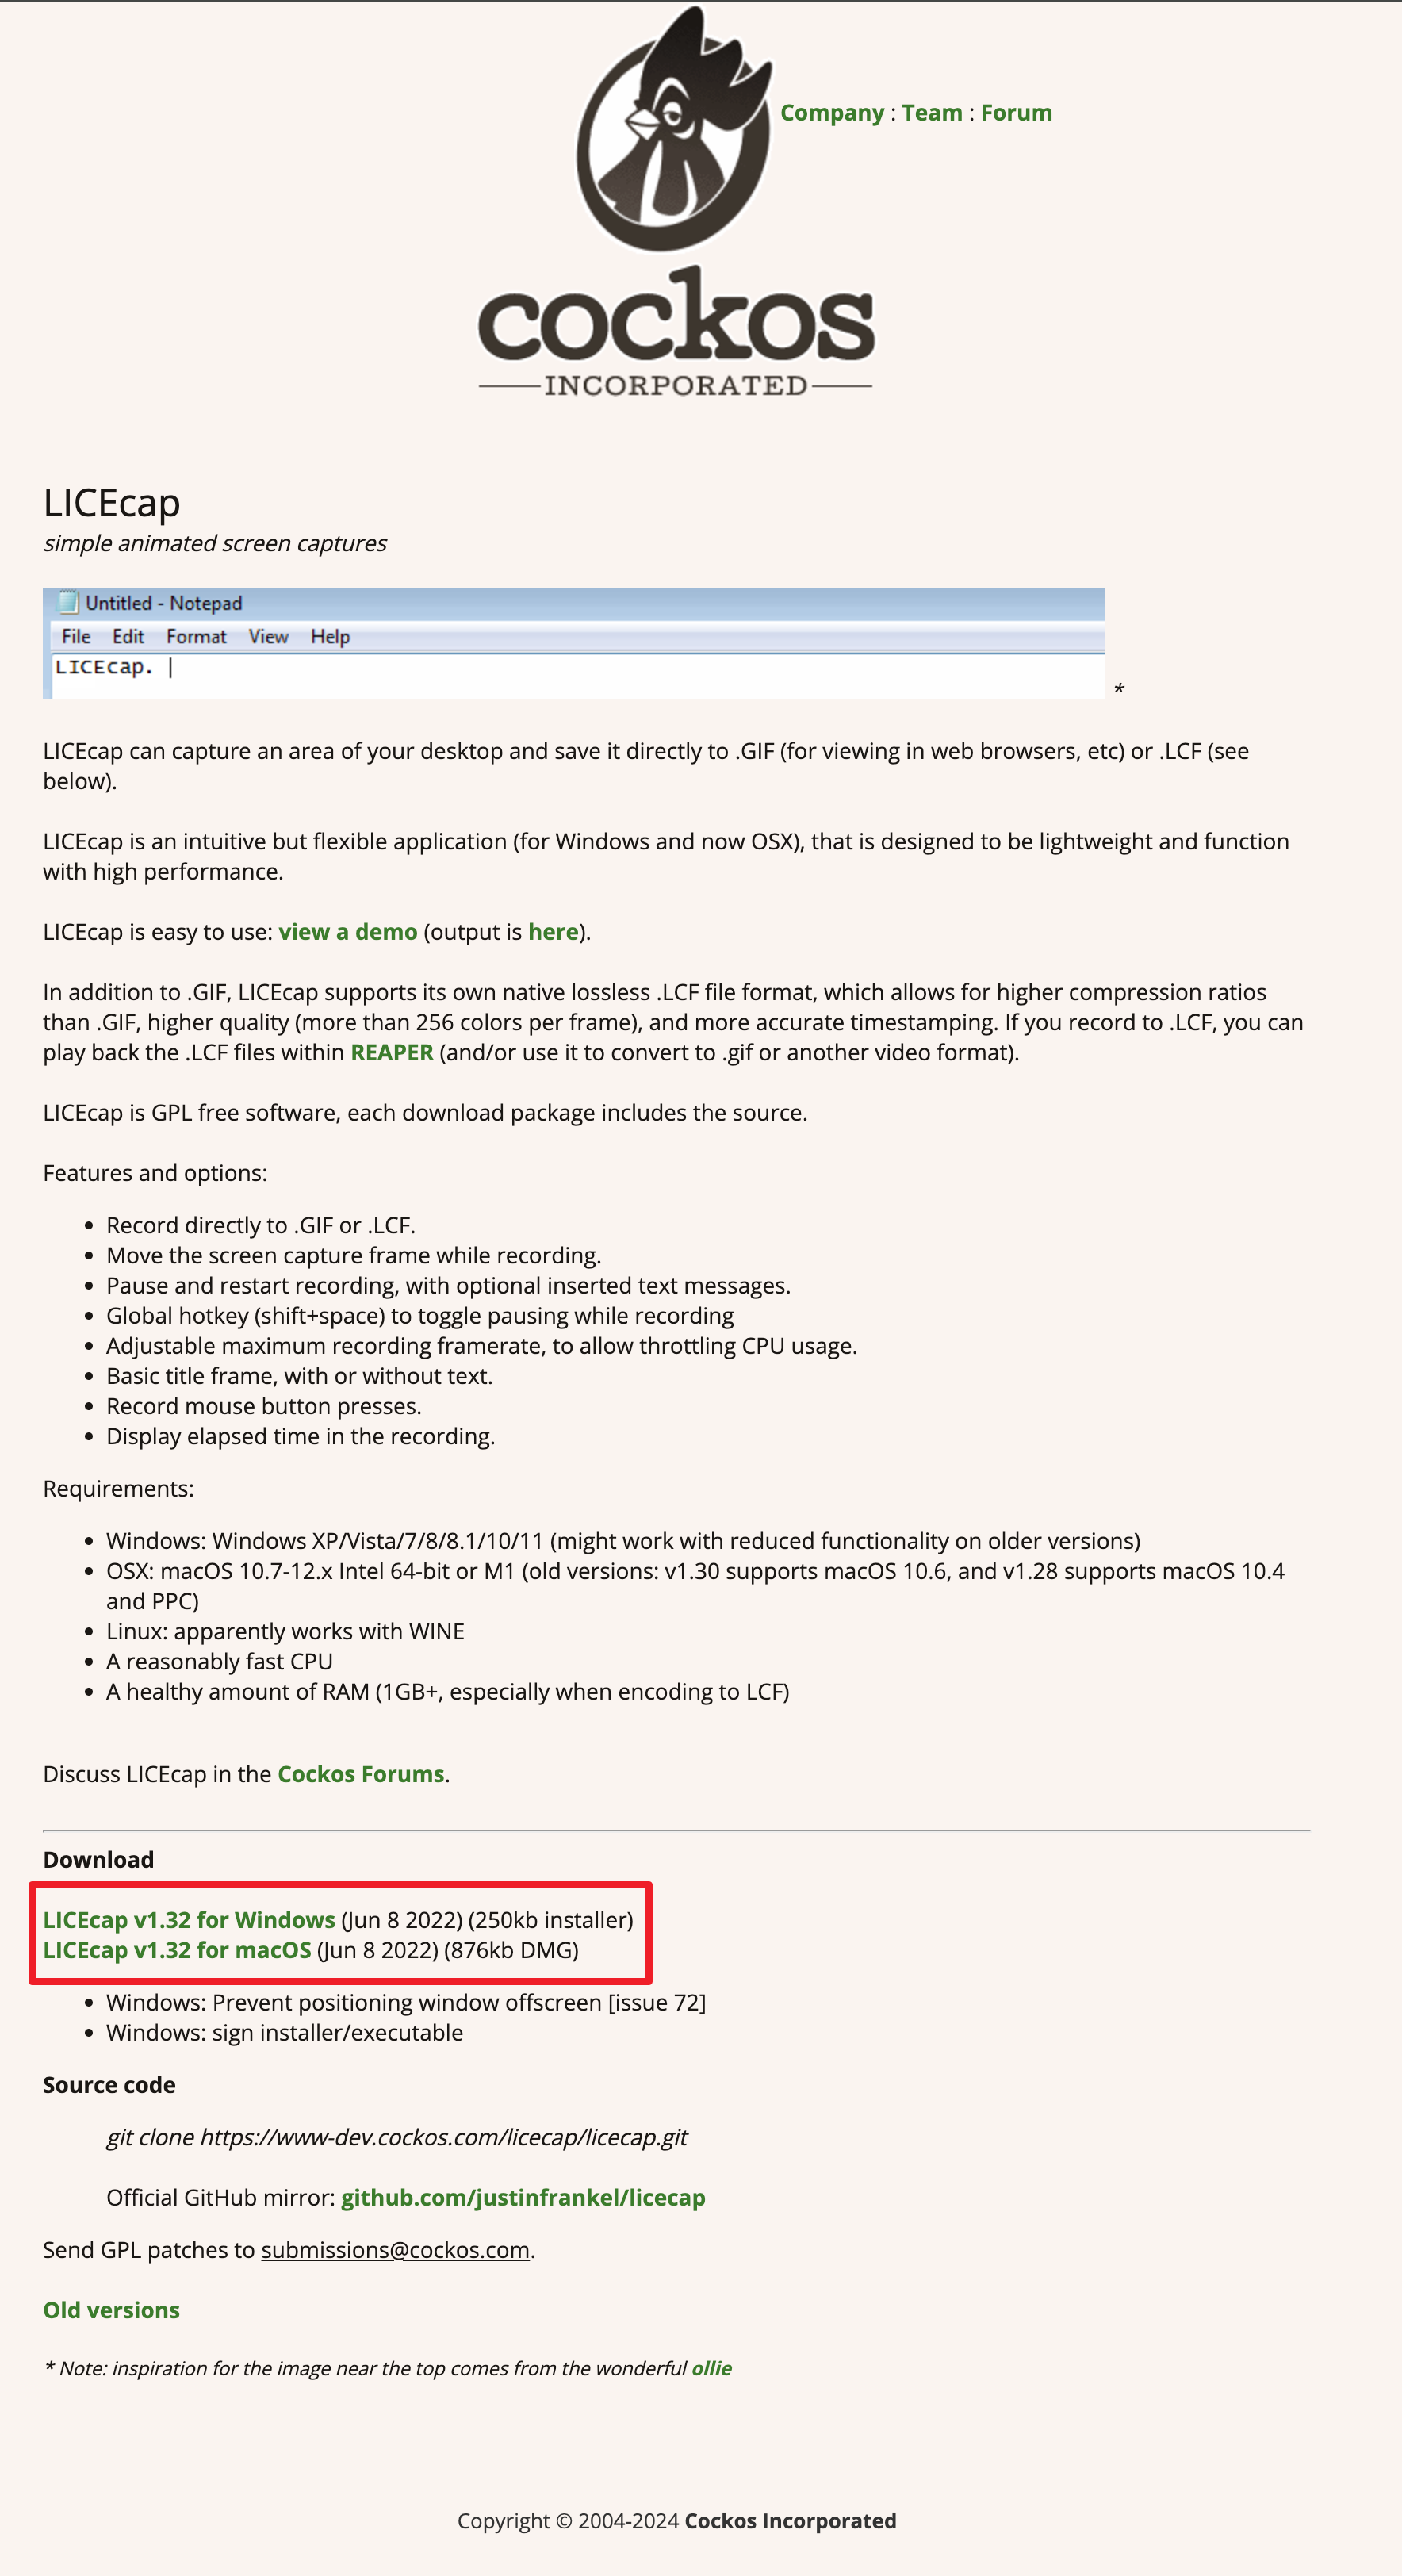 Company : Team : Forum
cockos
INCORPORATED
LICEcap
simple animated screen captures
Untitled - Notepad
File Edit Format View Help
LICEcap. |
*
LICEcap can capture an area of your desktop and save it directly to .GIF (for viewing in web browsers, etc) or .LCF (see
below).
LICEcap is an intuitive but flexible application (for Windows and now OSX), that is designed to be lightweight and function
with high performance.
LICEcap is easy to use: view a demo (output is here).
In addition to .GIF, LICEcap supports its own native lossless .LCF file format, which allows for higher compression ratios
than .GIF, higher quality (more than 256 colors per frame), and more accurate timestamping. If you record to .LCF, you can
play back the .LCF files within REAPER (and/or use it to convert to .gif or another video format).
LICEcap is GPL free software, each download package includes the source.
Features and options:
• Record directly to .GIF or .LCF.
• Move the screen capture frame while recording.
• Pause and restart recording, with optional inserted text messages.
• Global hotkey (shift+space) to toggle pausing while recording
• Adjustable maximum recording framerate, to allow throttling CPU usage.
• Basic title frame, with or without text.
• Record mouse button presses.
• Display elapsed time in the recording.
Requirements:
• Windows: Windows XP/Vista/7/8/8.1/10/11 (might work with reduced functionality on older versions)
• OSX: macOS 10.7-12.x Intel 64-bit or M1 (old versions: v1.30 supports macOS 10.6, and v1.28 supports macOS 10.4
and PPC)
• Linux: apparently works with WINE
• A reasonably fast CPU
• A healthy amount of RAM (1GB+, especially when encoding to LCF)
Discuss LICEcap in the Cockos Forums.
Download
LICEcap v1.32 for Windows (Jun 8 2022) (250kb installer)
LICEcap v1.32 for macOS (Jun 8 2022) (876kb DMG)
• Windows: Prevent positioning window offscreen [issue 72]
• Windows: sign installer/executable
Source code
git clone https://www-dev.cockos.com/licecap/licecap.git
Official GitHub mirror: github.com/justinfrankel/licecap
Send GPL patches to submissions@cockos.com.
Old versions
* Note: inspiration for the image near the top comes from the wonderful ollie
Copyright © 2004-2024 Cockos Incorporated